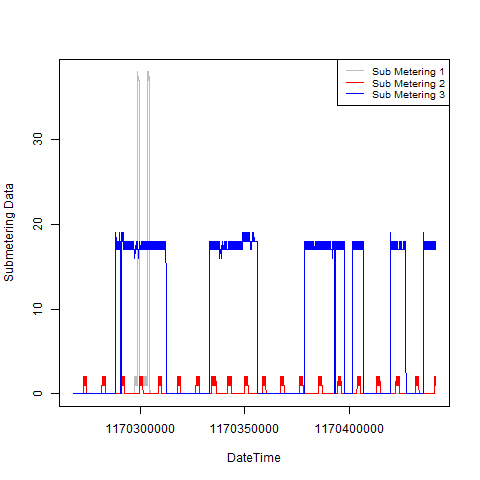 Sub Metering 1
Sub Metering 2
Sub Metering 3
Submetering Data
30
20
10
0
1170300000 1170350000 1170400000
DateTime